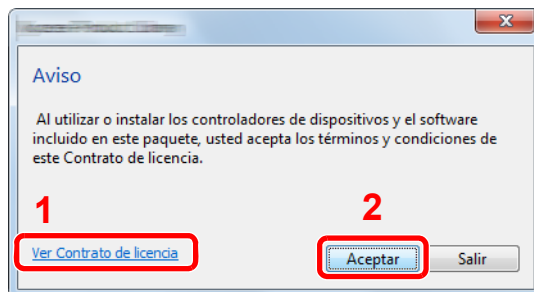 Aviso
Al utilizar o instalar los controladores de dispositivos y el software
incluido en este paquete, usted acepta los términos y condiciones de
este Contrato de licencia.
1
2
Ver Contrato de licencia
Aceptar
Salir